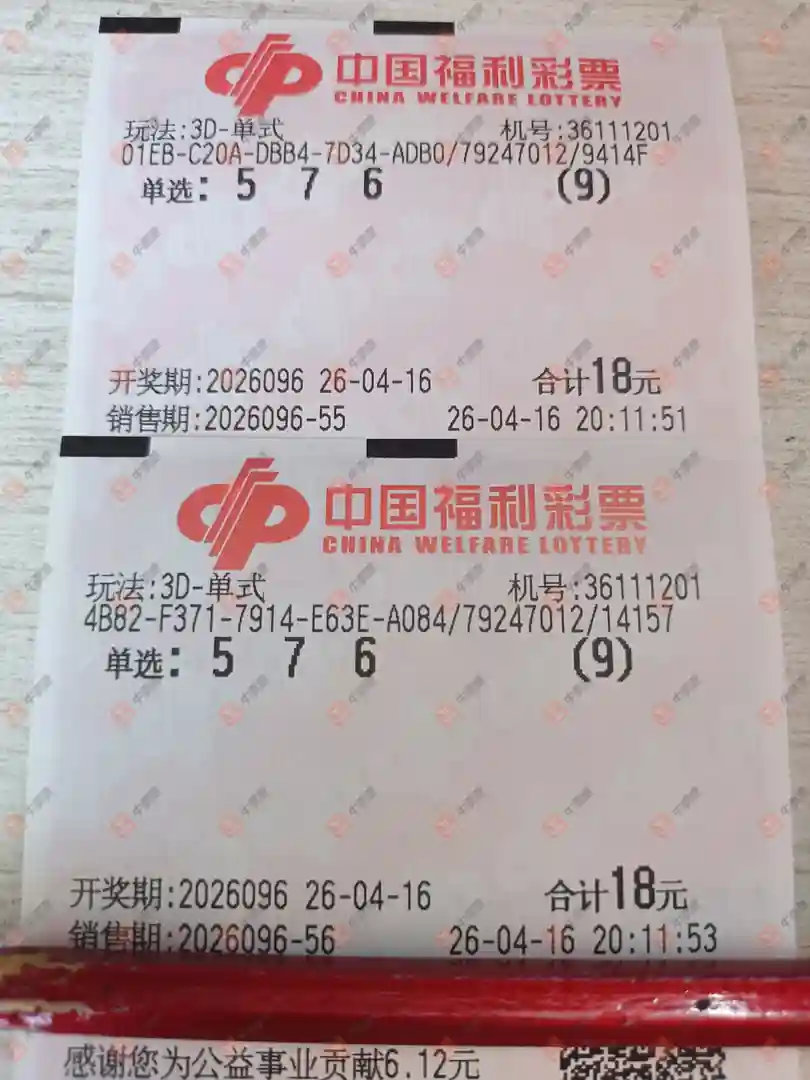 中国福利彩票
CHINA WELFARE LOTTERY
玩法:3D-单式 机号:36111201
01EB-C20A-DBB4-7D34-ADB0/79247012/9414F
单选: 5 7 6 (9)
开奖期:2026096 26-04-16 合计18元
销售期:2026096-55 26-04-16 20:11:51
中国福利彩票
CHINA WELFARE LOTTERY
玩法:3D-单式 机号:36111201
4B82-F371-7914-E63E-A084/79247012/14157
单选: 5 7 6 (9)
开奖期:2026096 26-04-16 合计18元
销售期:2026096-56 26-04-16 20:11:53
感谢您为公益事业贡献6.12元